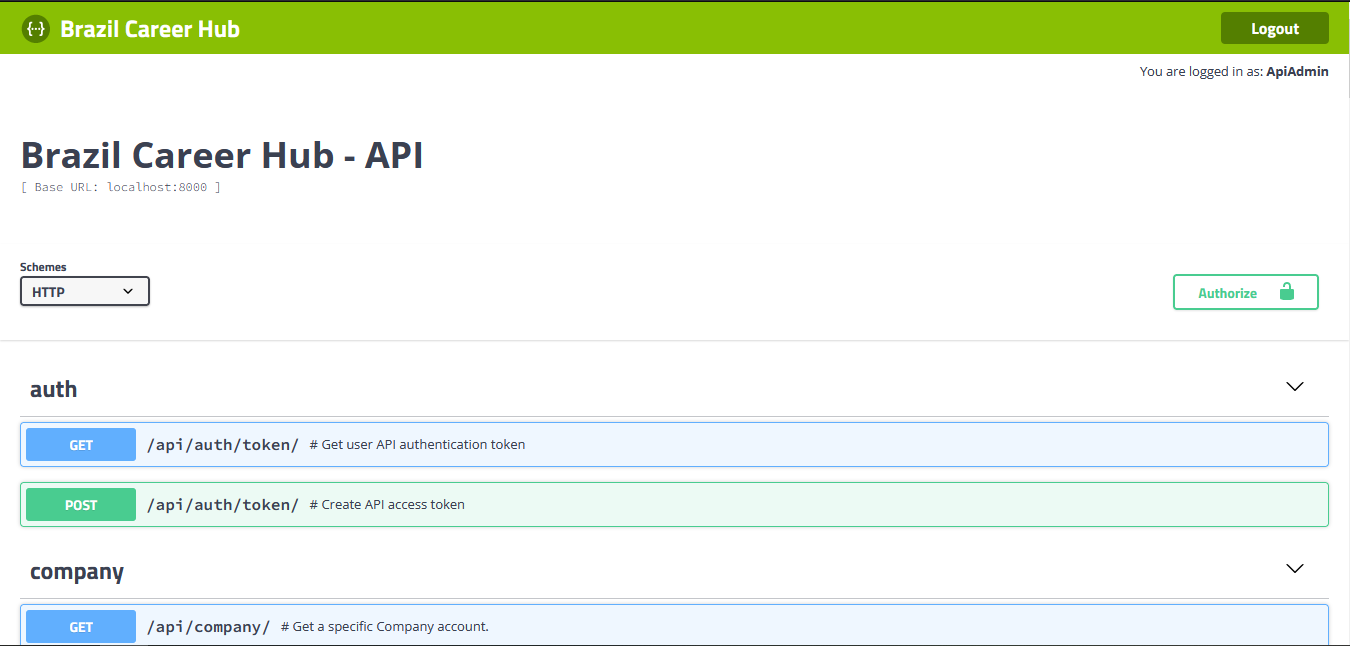 {···} Brazil Career Hub
Logout
You are logged in as: ApiAdmin
Brazil Career Hub - API
[ Base URL: localhost:8000 ]
Schemes
HTTP
Authorize
auth
GET /api/auth/token/ # Get user API authentication token
POST /api/auth/token/ # Create API access token
company
GET /api/company/ # Get a specific Company account.